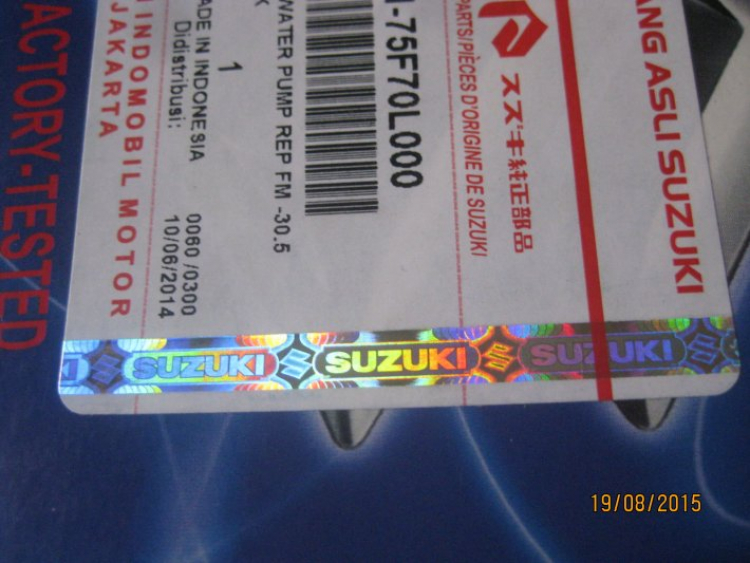 ANG ASLI SUZUKI
スズキ純正部品
PARTS/PIÈCES D'ORIGINE DE SUZUKI
-75F70L000
WATER PUMP REP FM -30.5
1
ADE IN INDONESIA 0060 /0300
Didistribusi: 10/06/2014
INDOMOBIL MOTOR
JAKARTA
ACTORY-TESTED
SUZUKI SUZUKI SUZUKI
19/08/2015